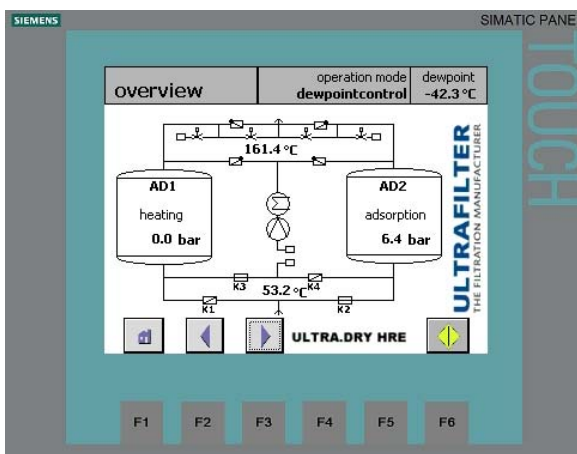 SIEMENS
SIMATIC PANE
TOUCH
overview
operation mode
dewpointcontrol
dewpoint
-42.3 °C
161.4 °C
AD1
heating
0.0 bar
AD2
adsorption
6.4 bar
ULTRAFILTER
THE FILTRATION MANUFACTURER
K3
53.2 °C
K4
K1
K2
ULTRA.DRY HRE
F1 F2 F3 F4 F5 F6